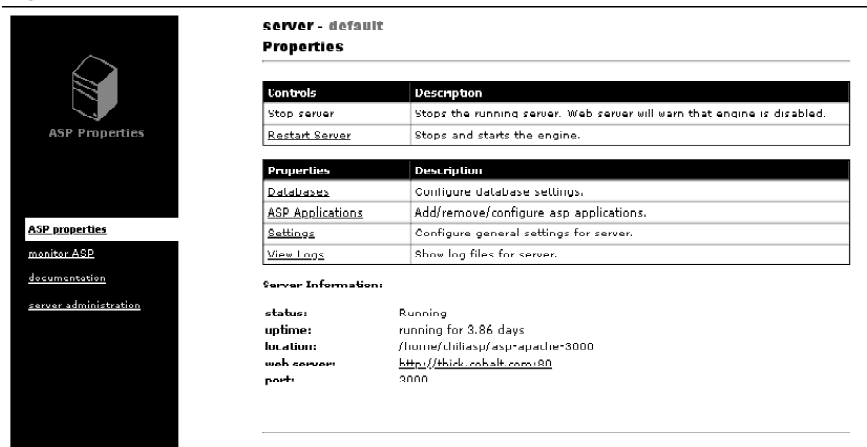 ASP Properties
ASP properties
monitor ASP
documentation
server administration
server - default
Properties
Controls Description
Stop server Stops the running server. Web server will warn that engine is disabled.
Restart Server Stops and starts the engine.
Properties Description
Databases Configure database settings.
ASP Applications Add/remove/configure asp applications.
Settings Configure general settings for server.
View Logs Show log files for server.
Server Information:
status: Running
uptime: running for 3.86 days
location: /home/chiliasp/asp-apache-3000
web server: http://thick.cobalt.com:80
port: 3000